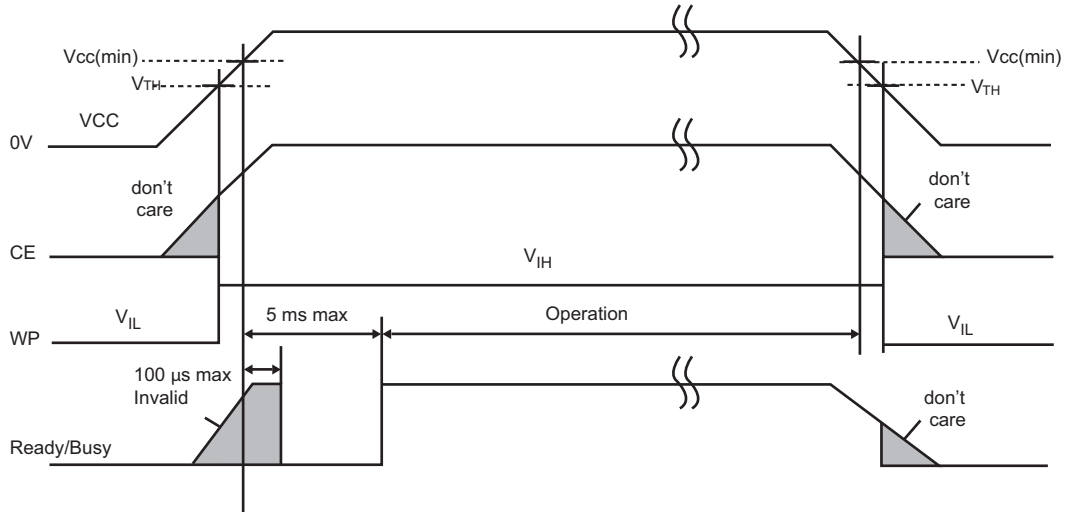 Vcc(min)
Vcc(min)
VTH
VTH
VCC
0V
don't
care
don't
care
CE
VIH
VIL
5 ms max
Operation
VIL
WP
100 µs max
Invalid
don't
care
Ready/Busy